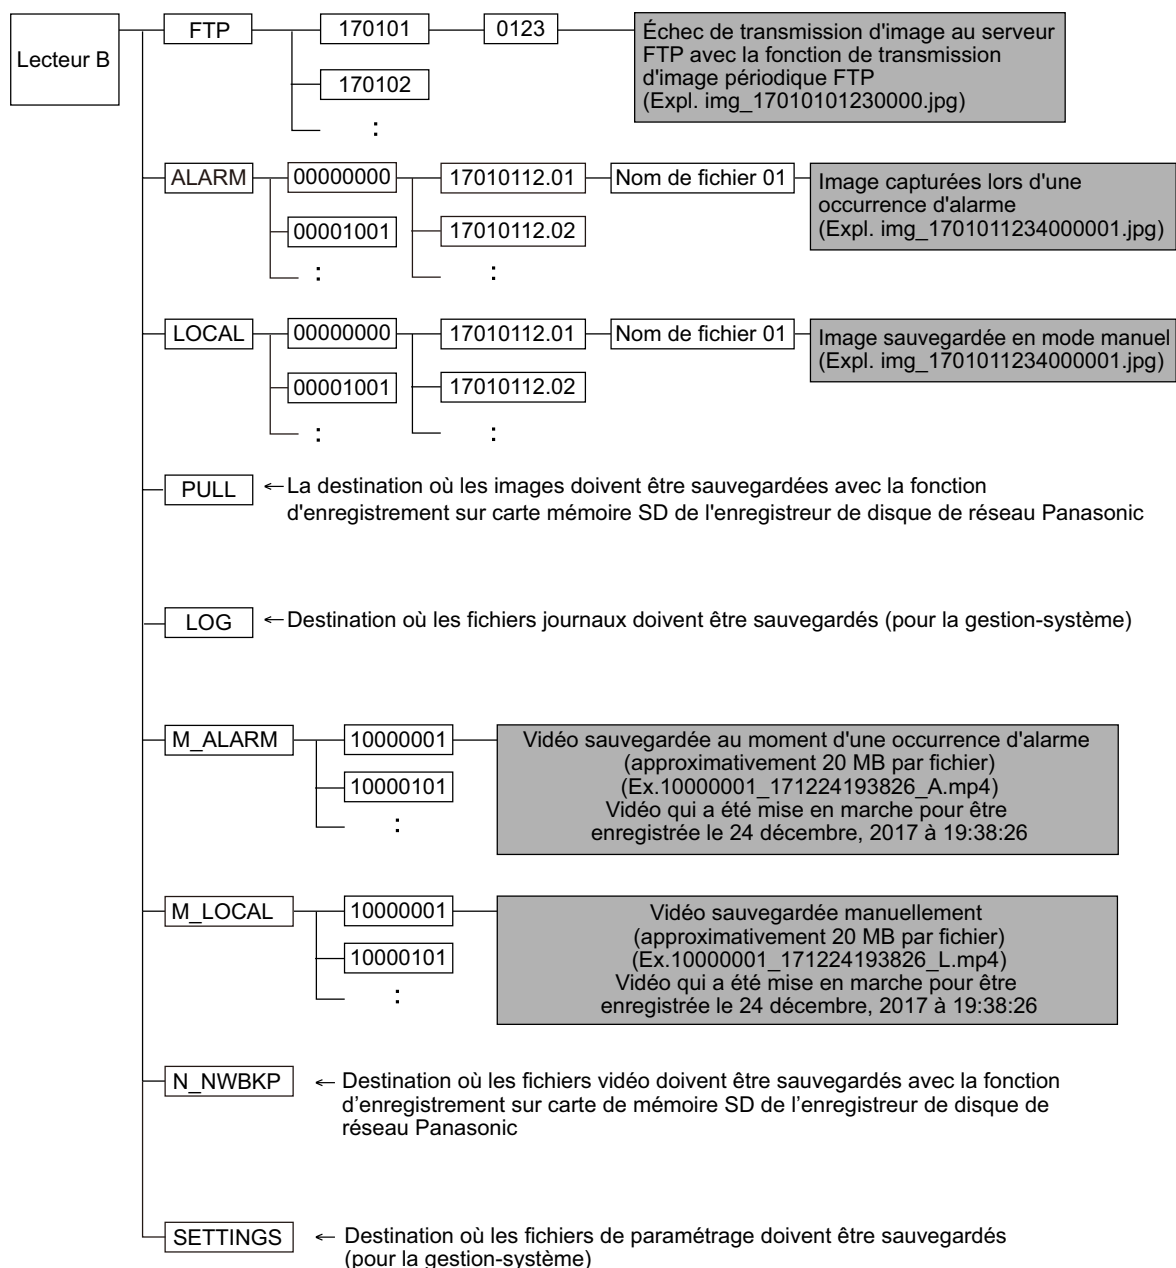 Lecteur B
FTP
170101
0123
Échec de transmission d'image au serveur
FTP avec la fonction de transmission
d'image périodique FTP
(Expl. img_17010101230000.jpg)
170102
:
ALARM
00000000
17010112.01
Nom de fichier 01
Image capturées lors d'une
occurrence d'alarme
(Expl. img_1701011234000001.jpg)
00001001
17010112.02
:
:
LOCAL
00000000
17010112.01
Nom de fichier 01
Image sauvegardée en mode manuel
(Expl. img_1701011234000001.jpg)
00001001
17010112.02
:
:
PULL
←La destination où les images doivent être sauvegardées avec la fonction
d'enregistrement sur carte mémoire SD de l'enregistreur de disque de réseau Panasonic
LOG
←Destination où les fichiers journaux doivent être sauvegardés (pour la gestion-système)
M_ALARM
10000001
Vidéo sauvegardée au moment d'une occurrence d'alarme
(approximativement 20 MB par fichier)
(Ex.10000001_171224193826_A.mp4)
Vidéo qui a été mise en marche pour être
enregistrée le 24 décembre, 2017 à 19:38:26
10000101
:
M_LOCAL
10000001
Vidéo sauvegardée manuellement
(approximativement 20 MB par fichier)
(Ex.10000001_171224193826_L.mp4)
Vidéo qui a été mise en marche pour être
enregistrée le 24 décembre, 2017 à 19:38:26
10000101
:
N_NWBKP
← Destination où les fichiers vidéo doivent être sauvegardés avec la fonction
d’enregistrement sur carte de mémoire SD de l’enregistreur de disque de
réseau Panasonic
SETTINGS
← Destination où les fichiers de paramétrage doivent être sauvegardés
(pour la gestion-système)